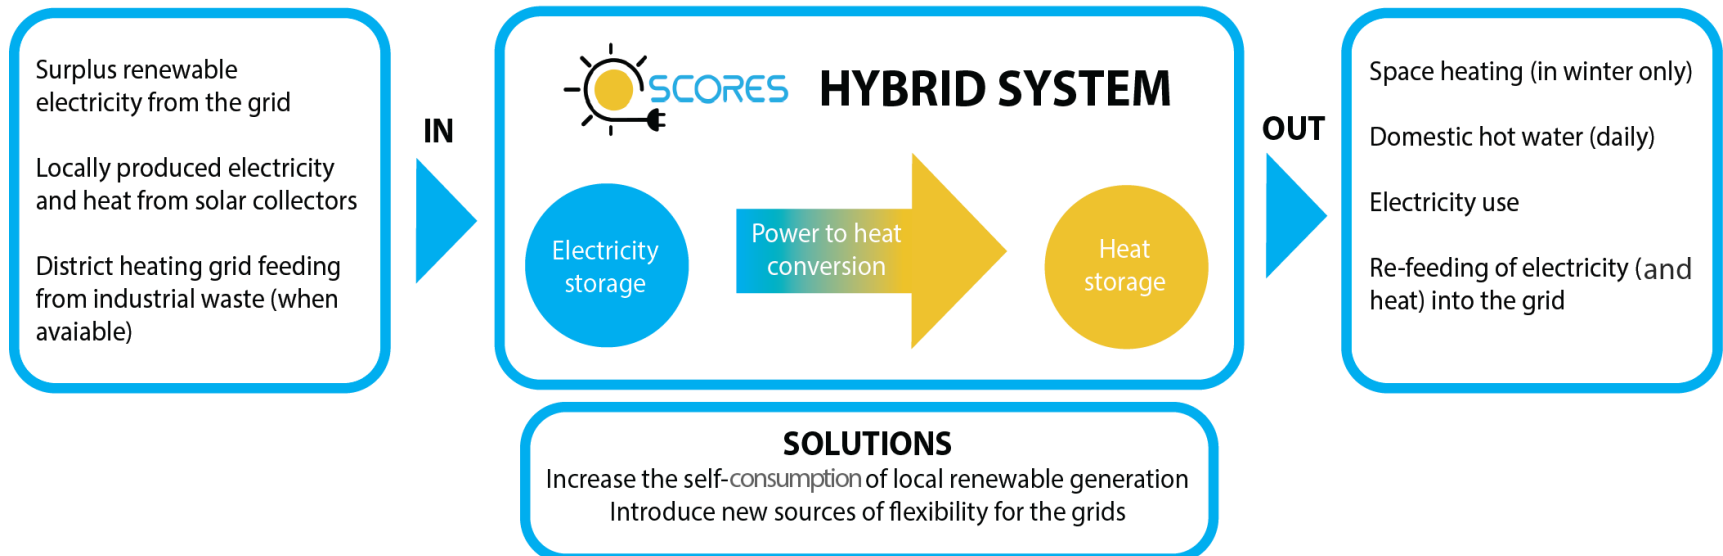 Surplus renewable
electricity from the grid
Locally produced electricity
and heat from solar collectors
District heating grid feeding
from industrial waste (when
avaiable)
IN
SCORES
HYBRID SYSTEM
Electricity
storage
Power to heat
conversion
Heat
storage
OUT
Space heating (in winter only)
Domestic hot water (daily)
Electricity use
Re-feeding of electricity (and
heat) into the grid
SOLUTIONS
Increase the self-consumption of local renewable generation
Introduce new sources of flexibility for the grids